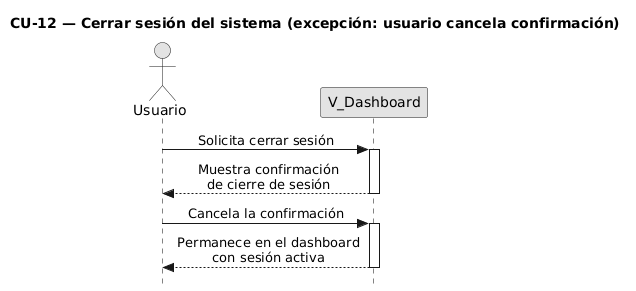 CU-12 — Cerrar sesión del sistema (excepción: usuario cancela confirmación)
Usuario
V_Dashboard
Solicita cerrar sesión
Muestra confirmación
de cierre de sesión
Cancela la confirmación
Permanece en el dashboard
con sesión activa